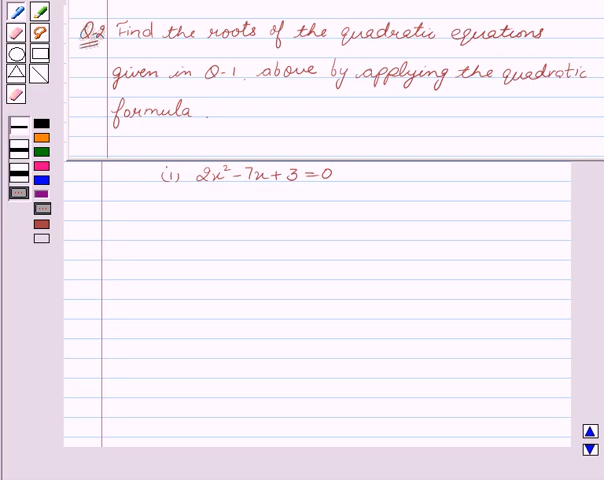 Q-2 Find the roots of the quadratic equations
given in Q-1. above by applying the quadratic
formula.
(i) 2x² - 7x + 3 = 0